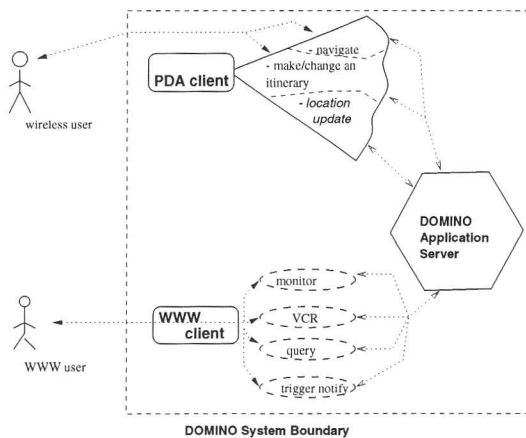 - navigate
- make/change an
itinerary
- location
update
PDA client
wireless user
DOMINO
Application
Server
monitor
WWW
client
VCR
query
trigger notify
WWW user
DOMINO System Boundary